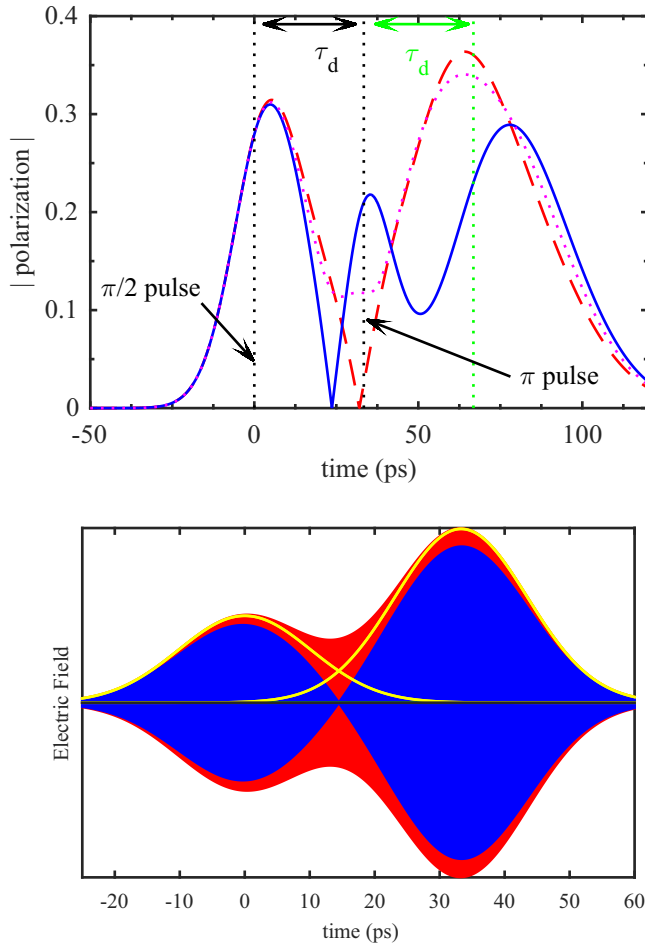 0.4
τd
τd
0.3
0.2
0.1
0
| polarization |
π/2 pulse
π pulse
-50
0
50
100
time (ps)
Electric Field
-20
-10
0
10
20
30
40
50
60
time (ps)